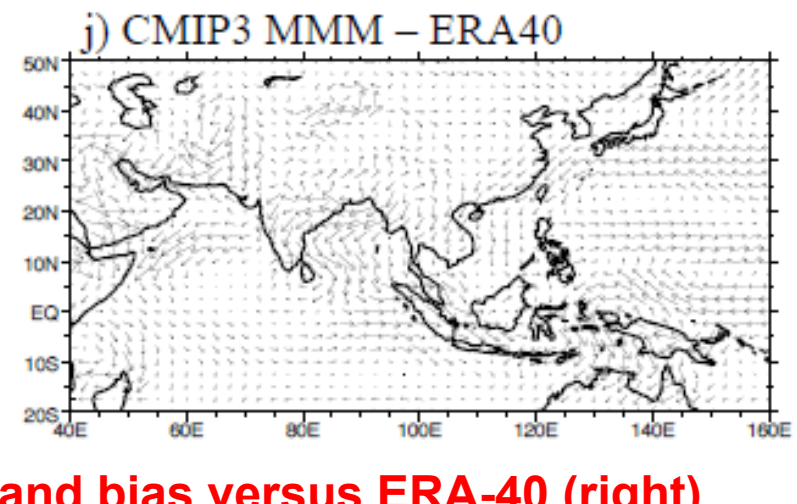 j) CMIP3 MMM – ERA40
50N
40N
30N
20N
10N
EQ
10S
20S
40E 60E 80E 100E 120E 140E 160E
and bias versus ERA-40 (right)